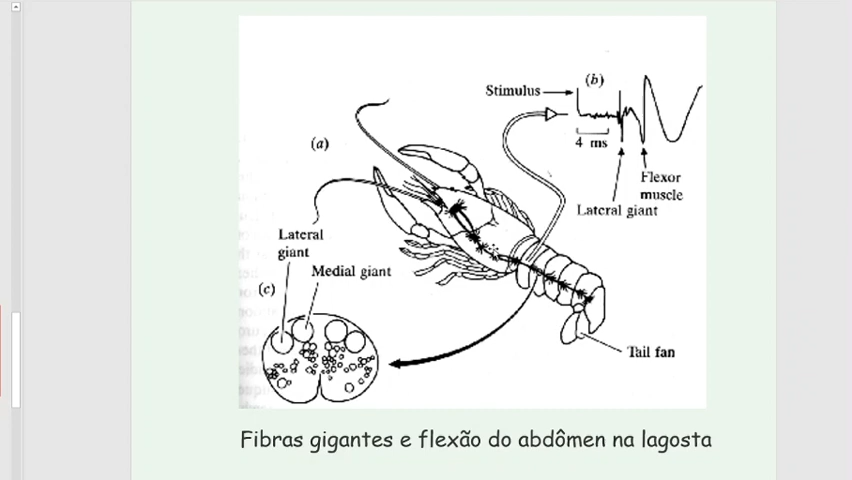 (b)
Stimulus
(a)
4 ms
Flexor
muscle
Lateral giant
Lateral
giant
Medial giant
(c)
Tail fan
Fibras gigantes e flexão do abdômen na lagosta